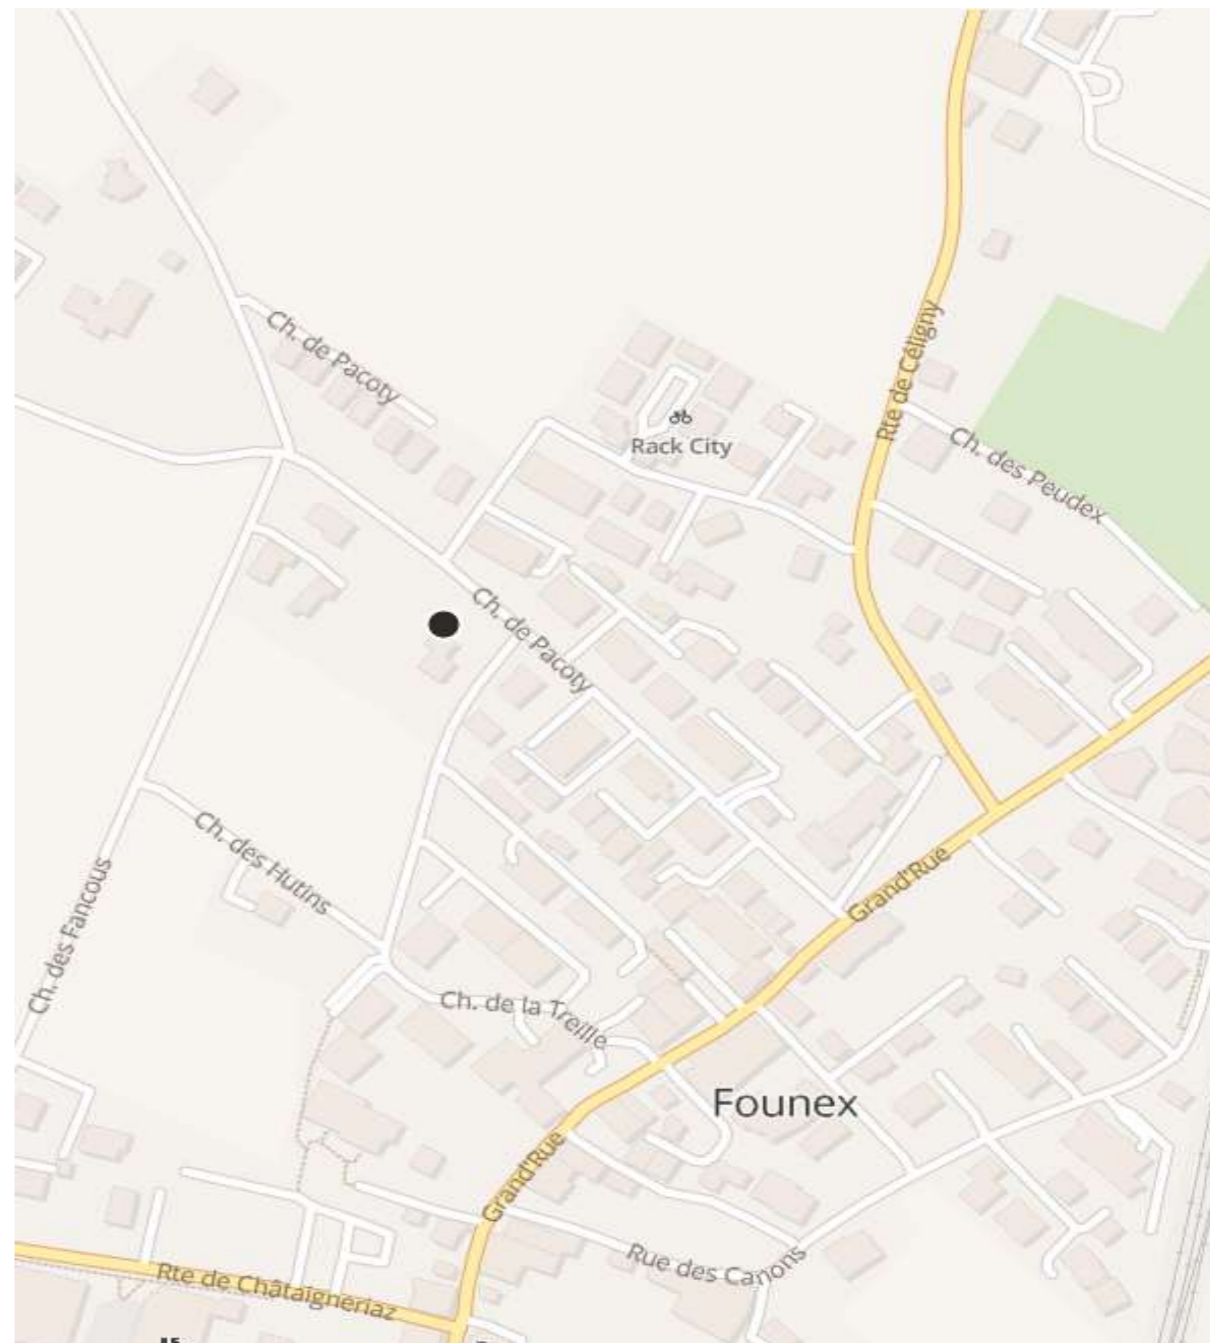 Ch. de Pacoty
Rte de Céligny
Rack City
Ch. des Peudex
Ch. de Pacoty
Ch. des Hutins
Grand'Rue
Ch. des Fancous
Ch. de la Treille
Founex
Grand'Rue
Rue des Canons
Rte de Châtaigneriaz